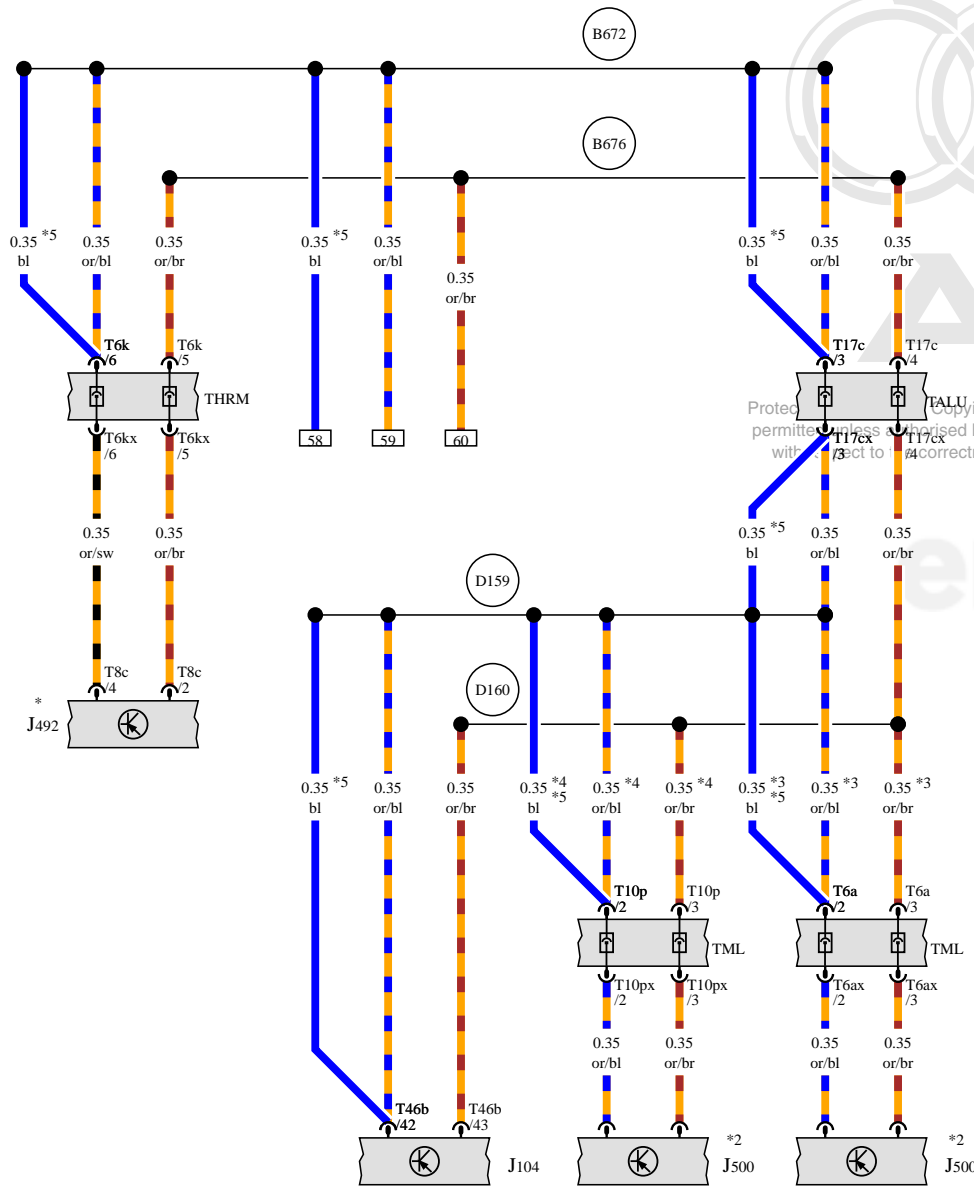 B672
B676
0.35 *5
bl
0.35
or/bl
0.35
or/br
0.35 *5
bl
0.35
or/bl
0.35
or/br
0.35 *5
bl
0.35
or/bl
0.35
or/br
T6k
/6
T6k
/5
THRM
T6kx
/6
T6kx
/5
58
59
60
T17c
/3
T17c
/4
TALU
T17cx
/3
T17cx
/4
0.35
or/sw
0.35
or/br
0.35 *5
bl
0.35
or/bl
0.35
or/br
D159
D160
T8c
/4
T8c
/2
*
J492
0.35 *5
bl
0.35
or/bl
0.35
or/br
0.35 *4
bl *5
0.35 *4
or/bl
0.35 *4
or/br
0.35 *3
bl *5
0.35 *3
or/bl
0.35 *3
or/br
T10p
/2
T10p
/3
TML
T6a
/2
T6a
/3
TML
T10px
/2
T10px
/3
T6ax
/2
T6ax
/3
0.35
or/bl
0.35
or/br
0.35
or/bl
0.35
or/br
T46b
/42
T46b
/43
J104
*2
J500
*2
J500